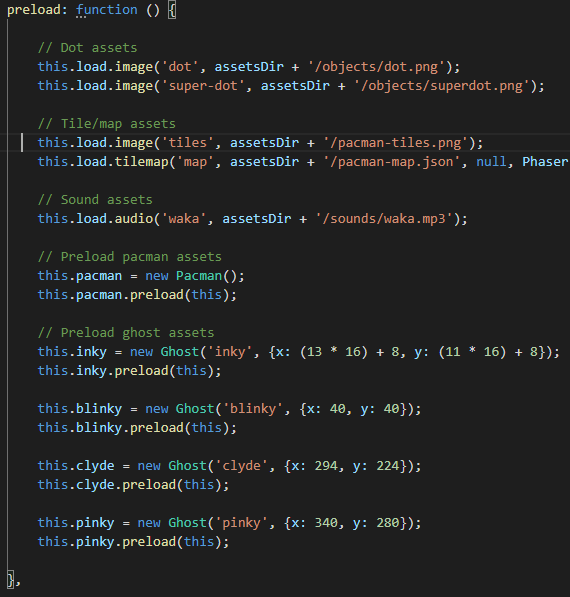 preload: function () {
// Dot assets
this.load.image('dot', assetsDir + '/objects/dot.png');
this.load.image('super-dot', assetsDir + '/objects/superdot.png');
// Tile/map assets
this.load.image('tiles', assetsDir + '/pacman-tiles.png');
this.load.tilemap('map', assetsDir + '/pacman-map.json', null, Phaser
// Sound assets
this.load.audio('waka', assetsDir + '/sounds/waka.mp3');
// Preload pacman assets
this.pacman = new Pacman();
this.pacman.preload(this);
// Preload ghost assets
this.inky = new Ghost('inky', {x: (13 * 16) + 8, y: (11 * 16) + 8});
this.inky.preload(this);
this.blinky = new Ghost('blinky', {x: 40, y: 40});
this.blinky.preload(this);
this.clyde = new Ghost('clyde', {x: 294, y: 224});
this.clyde.preload(this);
this.pinky = new Ghost('pinky', {x: 340, y: 280});
this.pinky.preload(this);
},